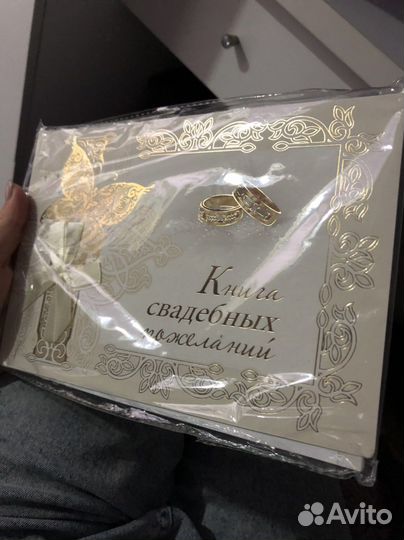 Книга
свадебных
пожеланий
Avito